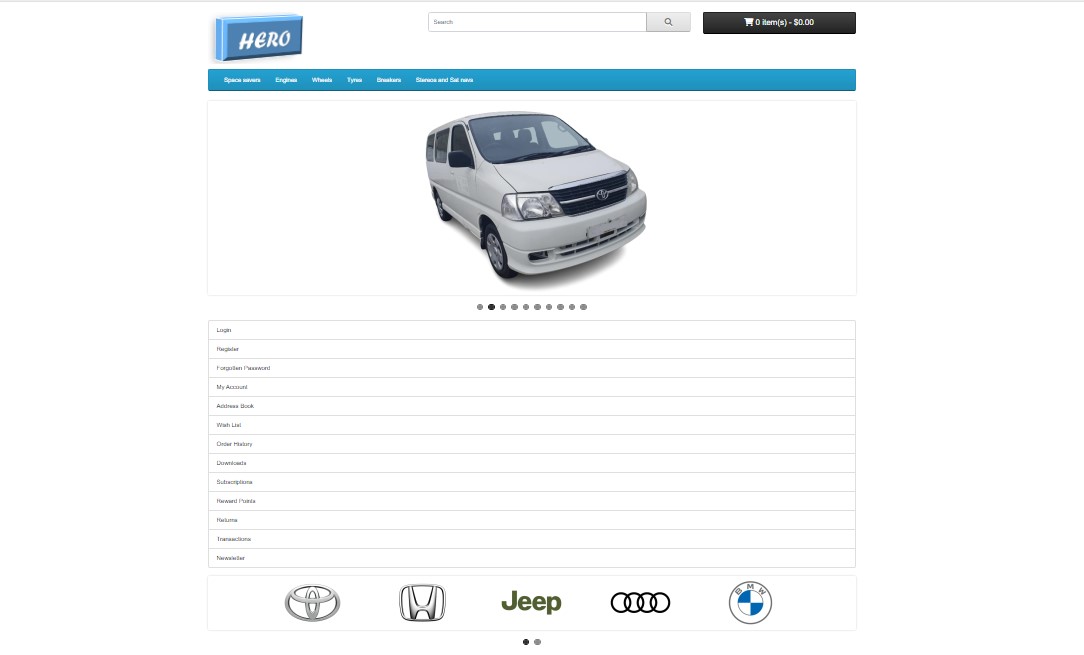 HERO
Search
0 item(s) - $0.00
Space savers Engines Wheels Tyres Breakers Stereos and Sat navs
Login
Register
Forgotten Password
My Account
Address Book
Wish List
Order History
Downloads
Subscriptions
Reward Points
Returns
Transactions
Newsletter
Jeep
BMW